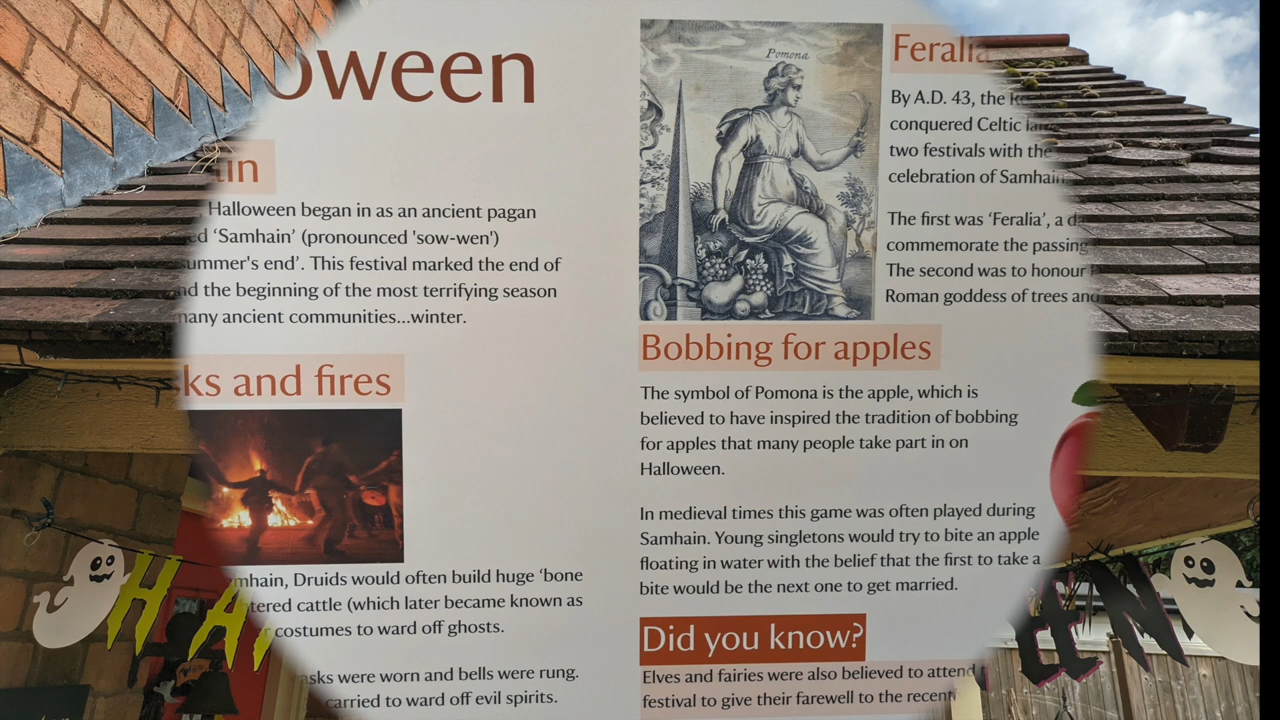 oween
in
Halloween began in as an ancient pagan
ed ‘Samhain’ (pronounced 'sow-wen')
summer's end’. This festival marked the end of
nd the beginning of the most terrifying season
many ancient communities...winter.
ks and fires
mhain, Druids would often build huge ‘bone
tered cattle (which later became known as
costumes to ward off ghosts.
asks were worn and bells were rung.
carried to ward off evil spirits.
Pomona
Bobbing for apples
The symbol of Pomona is the apple, which is
believed to have inspired the tradition of bobbing
for apples that many people take part in on
Halloween.
In medieval times this game was often played during
Samhain. Young singletons would try to bite an apple
floating in water with the belief that the first to take a
bite would be the next one to get married.
Did you know?
Elves and fairies were also believed to attend
festival to give their farewell to the recent
Feralia
By A.D. 43, the
conquered Celtic
two festivals with the
celebration of Samhain
The first was ‘Feralia’, a
commemorate the passing
The second was to honour
Roman goddess of trees and
HA
EEN